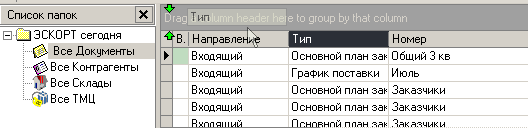 Список папок
ЭСКОРТ сегодня
Все Документы
Все Контрагенты
Все Склады
Все ТМЦ
Drag a column header here to group by that column
Тип
В. Направление Тип Номер
Входящий Основной план зак Общий 3 кв
Входящий График поставки Июль
Входящий Основной план зак Заказчики
Входящий Основной план зак Заказчики
Входящий Основной план зак Заказчики